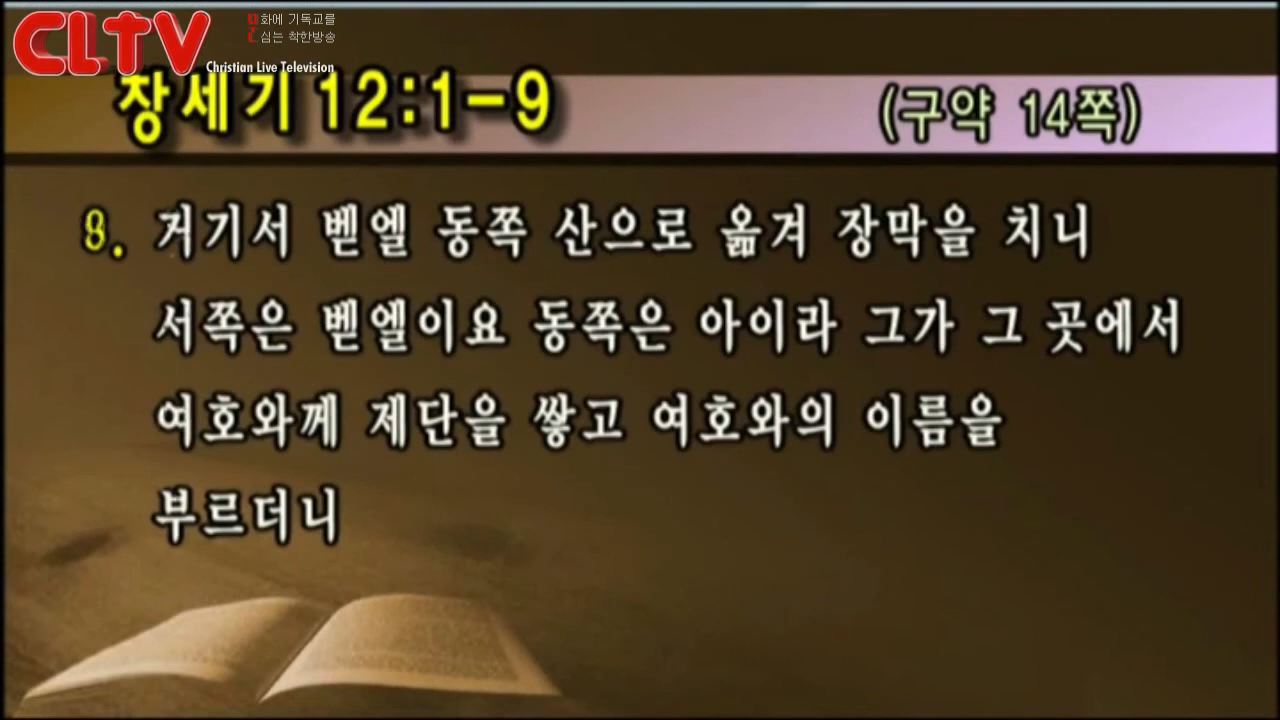 CLTV
문화에 기독교를
심는 착한방송
Christian Live Television
창세기 12:1-9
(구약 14쪽)
8. 거기서 벧엘 동쪽 산으로 옮겨 장막을 치니
서쪽은 벧엘이요 동쪽은 아이라 그가 그 곳에서
여호와께 제단을 쌓고 여호와의 이름을
부르더니